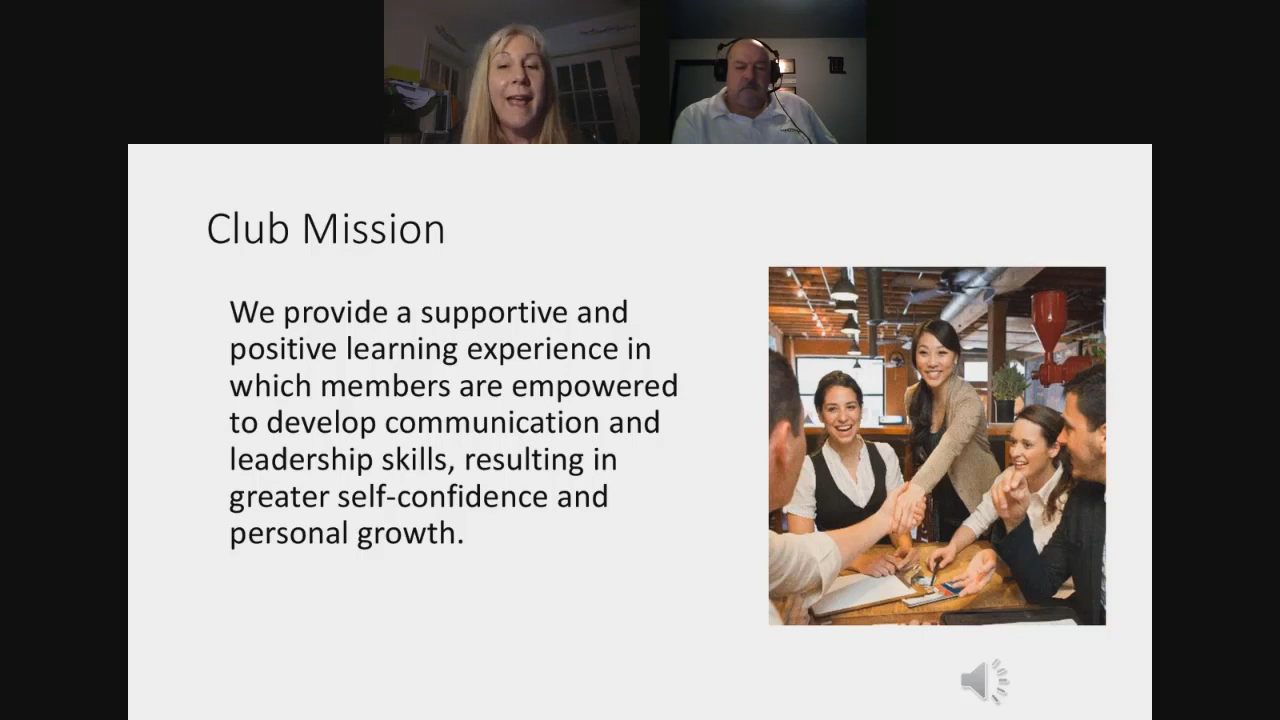 Club Mission
We provide a supportive and
positive learning experience in
which members are empowered
to develop communication and
leadership skills, resulting in
greater self-confidence and
personal growth.